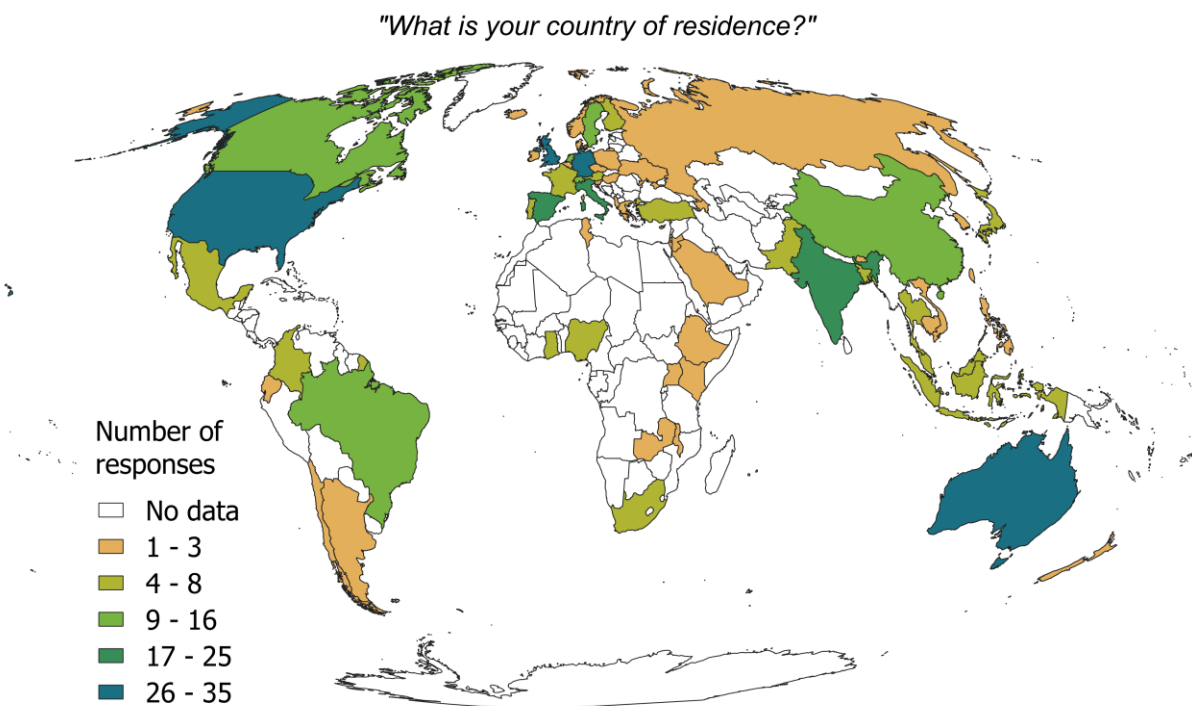 "What is your country of residence?"
Number of
responses
No data
1 - 3
4 - 8
9 - 16
17 - 25
26 - 35